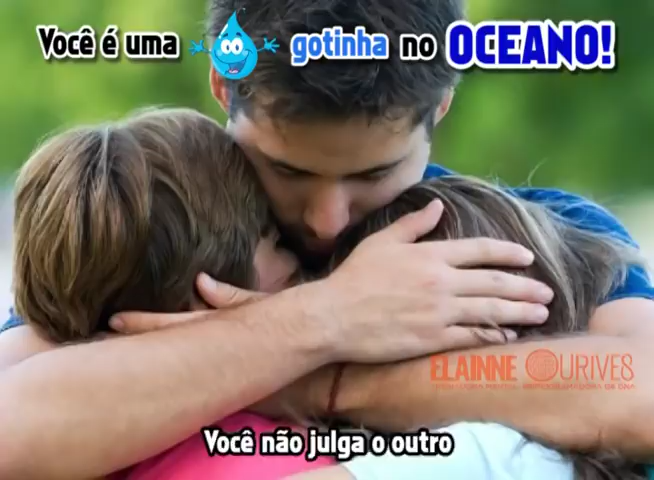 Você é uma gotinha no OCEANO!
ELAINNE OURIVES
Você não julga o outro